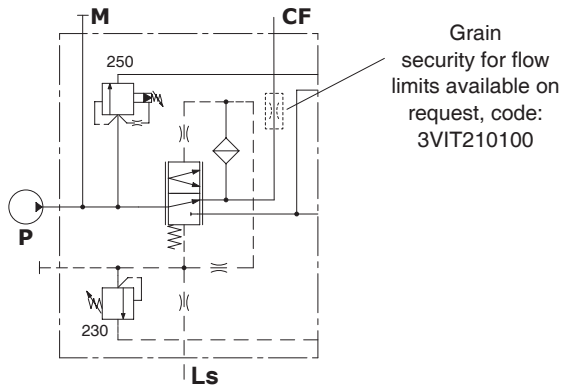 M
CF
Grain
security for flow
limits available on
request, code:
3VIT210100
250
P
230
Ls